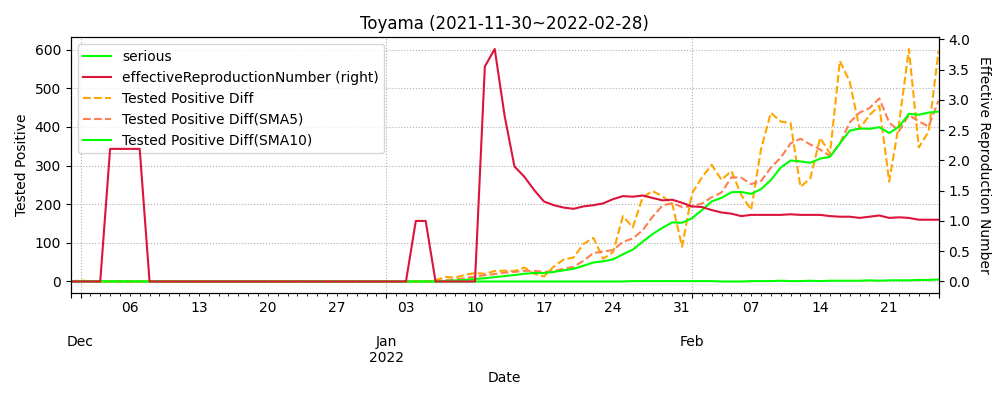 Toyama (2021-11-30~2022-02-28)
serious
effectiveReproductionNumber (right)
Tested Positive Diff
Tested Positive Diff(SMA5)
Tested Positive Diff(SMA10)
Tested Positive
600
500
400
300
200
100
0
Effective Reproduction Number
4.0
3.5
3.0
2.5
2.0
1.5
1.0
0.5
0.0
06 13 20 27 03 10 17 24 31 07 14 21
Dec Jan Feb
2022
Date